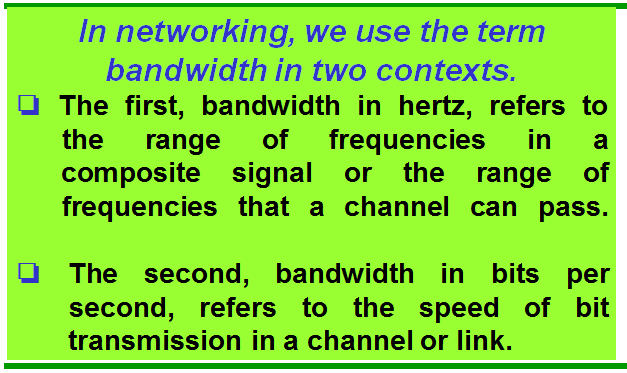 In networking, we use the term
bandwidth in two contexts.
❏ The first, bandwidth in hertz, refers to
the range of frequencies in a
composite signal or the range of
frequencies that a channel can pass.
❏ The second, bandwidth in bits per
second, refers to the speed of bit
transmission in a channel or link.